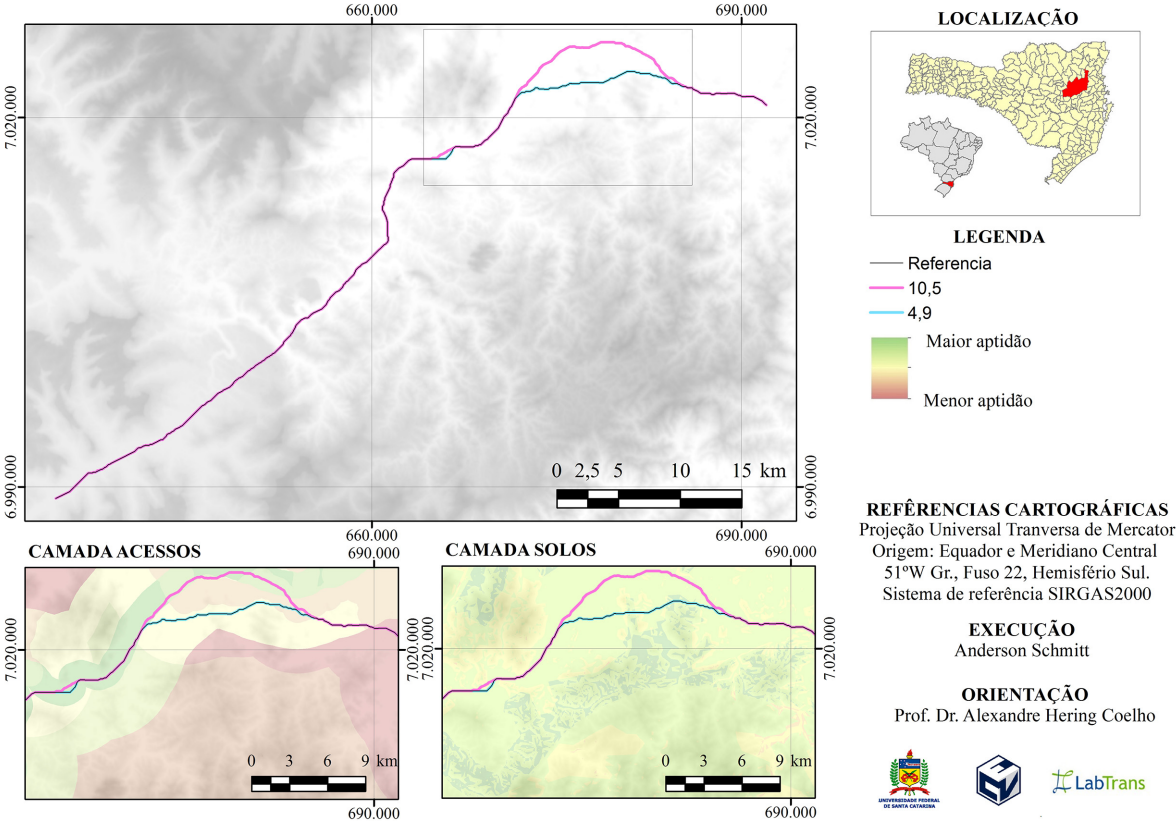 660.000
690.000
7.020.000
7.020.000
6.990.000
6.990.000
0 2,5 5 10 15 km
660.000
690.000
CAMADA ACESSOS
690.000
7.020.000
7.020.000
0 3 6 9 km
690.000
CAMADA SOLOS
690.000
7.020.000
7.020.000
0 3 6 9 km
690.000
LOCALIZAÇÃO
LEGENDA
Referencia
10,5
4,9
Maior aptidão
Menor aptidão
REFÊRENCIAS CARTOGRÁFICAS
Projeção Universal Tranversa de Mercator
Origem: Equador e Meridiano Central
51ºW Gr., Fuso 22, Hemisfério Sul.
Sistema de referência SIRGAS2000
EXECUÇÃO
Anderson Schmitt
ORIENTAÇÃO
Prof. Dr. Alexandre Hering Coelho
UNIVERSIDADE FEDERAL
DE SANTA CATARINA
LabTrans